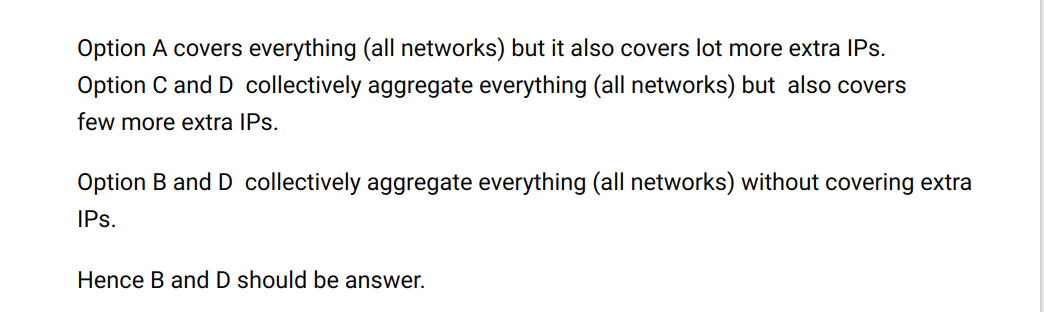 Option A covers everything (all networks) but it also covers lot more extra IPs.
Option C and D collectively aggregate everything (all networks) but also covers
few more extra IPs.
Option B and D collectively aggregate everything (all networks) without covering extra
IPs.
Hence B and D should be answer.